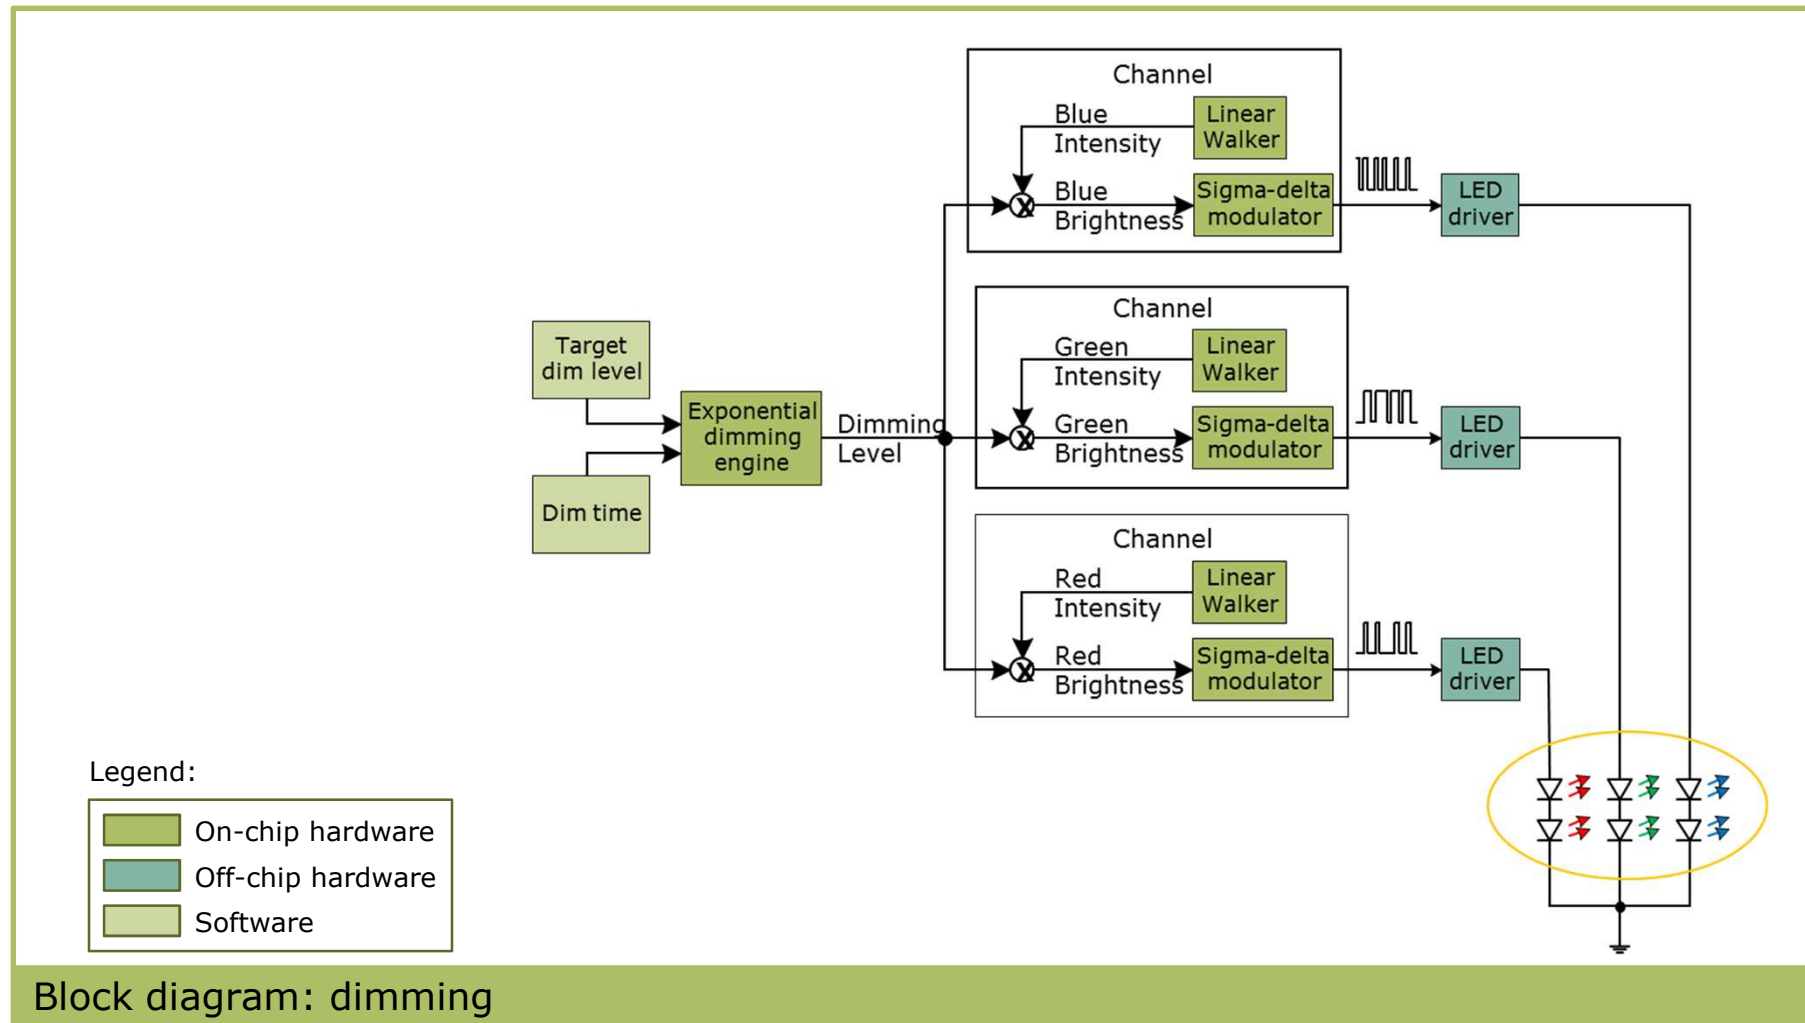 Channel
Blue
Intensity
Linear
Walker
Blue
Brightness
Sigma-delta
modulator
LED
driver
Channel
Green
Intensity
Linear
Walker
Green
Brightness
Sigma-delta
modulator
LED
driver
Target
dim level
Exponential
dimming
engine
Dimming
Level
Dim time
Channel
Red
Intensity
Linear
Walker
Red
Brightness
Sigma-delta
modulator
LED
driver
X
X
X
Legend:
On-chip hardware
Off-chip hardware
Software
Block diagram: dimming